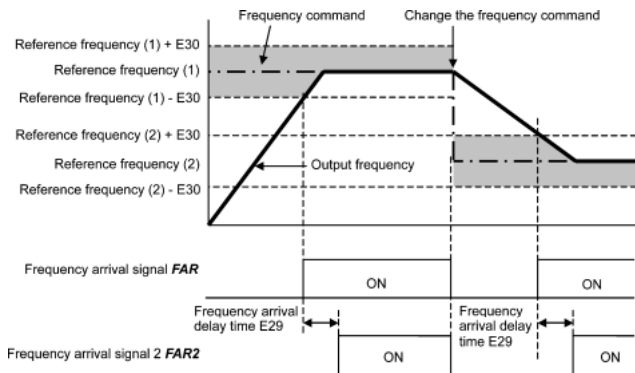 Frequency command
Change the frequency command
Reference frequency (1) + E30
Reference frequency (1)
Reference frequency (1) - E30
Reference frequency (2) + E30
Reference frequency (2)
Output frequency
Reference frequency (2) - E30
Frequency arrival signal FAR
ON
ON
Frequency arrival
delay time E29
Frequency
arrival delay
time E29
Frequency arrival signal 2 FAR2
ON
ON